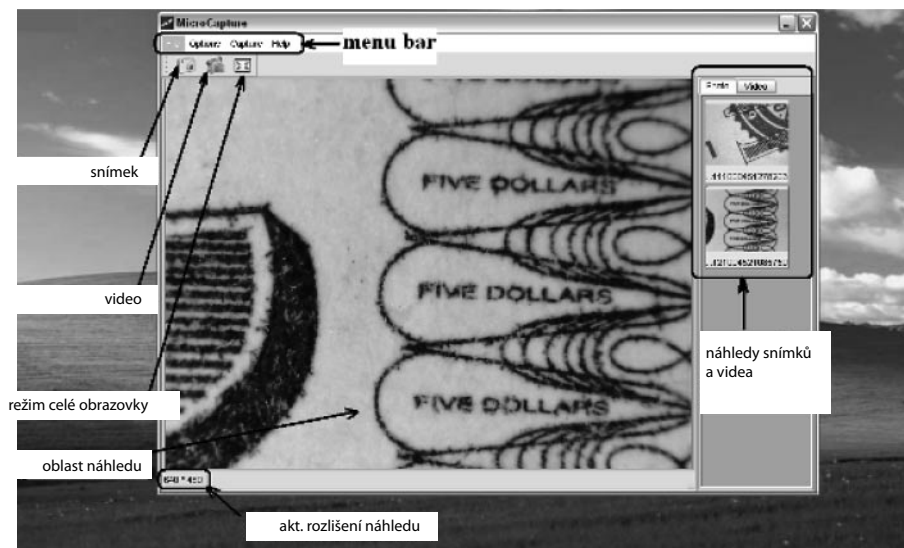 MicroCapture
Options Capture Help
menu bar
Photo Video
snímek
FIVE DOLLARS
video
FIVE DOLLARS
náhledy snímků
a videa
režim celé obrazovky
FIVE DOLLARS
oblast náhledu
640 * 480
akt. rozlišení náhledu